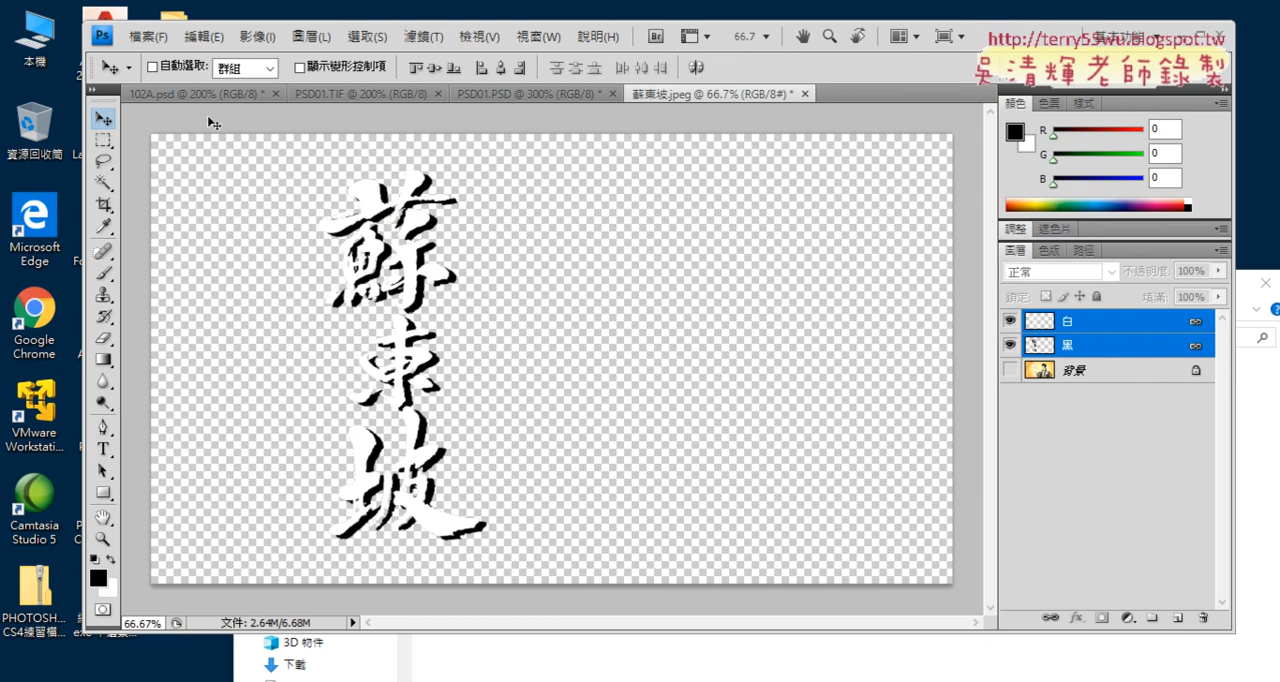 http://terry55wu.blogspot.tw
吳清輝老師錄製
本機
資源回收筒
Microsoft
Edge
Google
Chrome
VMware
Workstati...
Camtasia
Studio 5
PHOTOSH...
CS4練習檔...
Ps 檔案(F) 編輯(E) 影像(I) 圖層(L) 選取(S) 濾鏡(T) 檢視(V) 視窗(W) 說明(H) Br 66.7
自動選取: 群組 顯示變形控制項
102A.psd @ 200% (RGB/8) * × PSD01.TIF @ 200% (RGB/8) × PSD01.PSD @ 300% (RGB/8) * × 蘇東坡.jpeg @ 66.7% (RGB/8#) * ×
蘇
東
坡
顏色 色票 樣式
R 0
G 0
B 0
調整 遮色片
圖層 色版 路徑
正常 不透明度: 100%
鎖定: 填滿: 100%
白
黑
背景
66.67% 文件: 2.64M/6.68M
3D 物件
下載